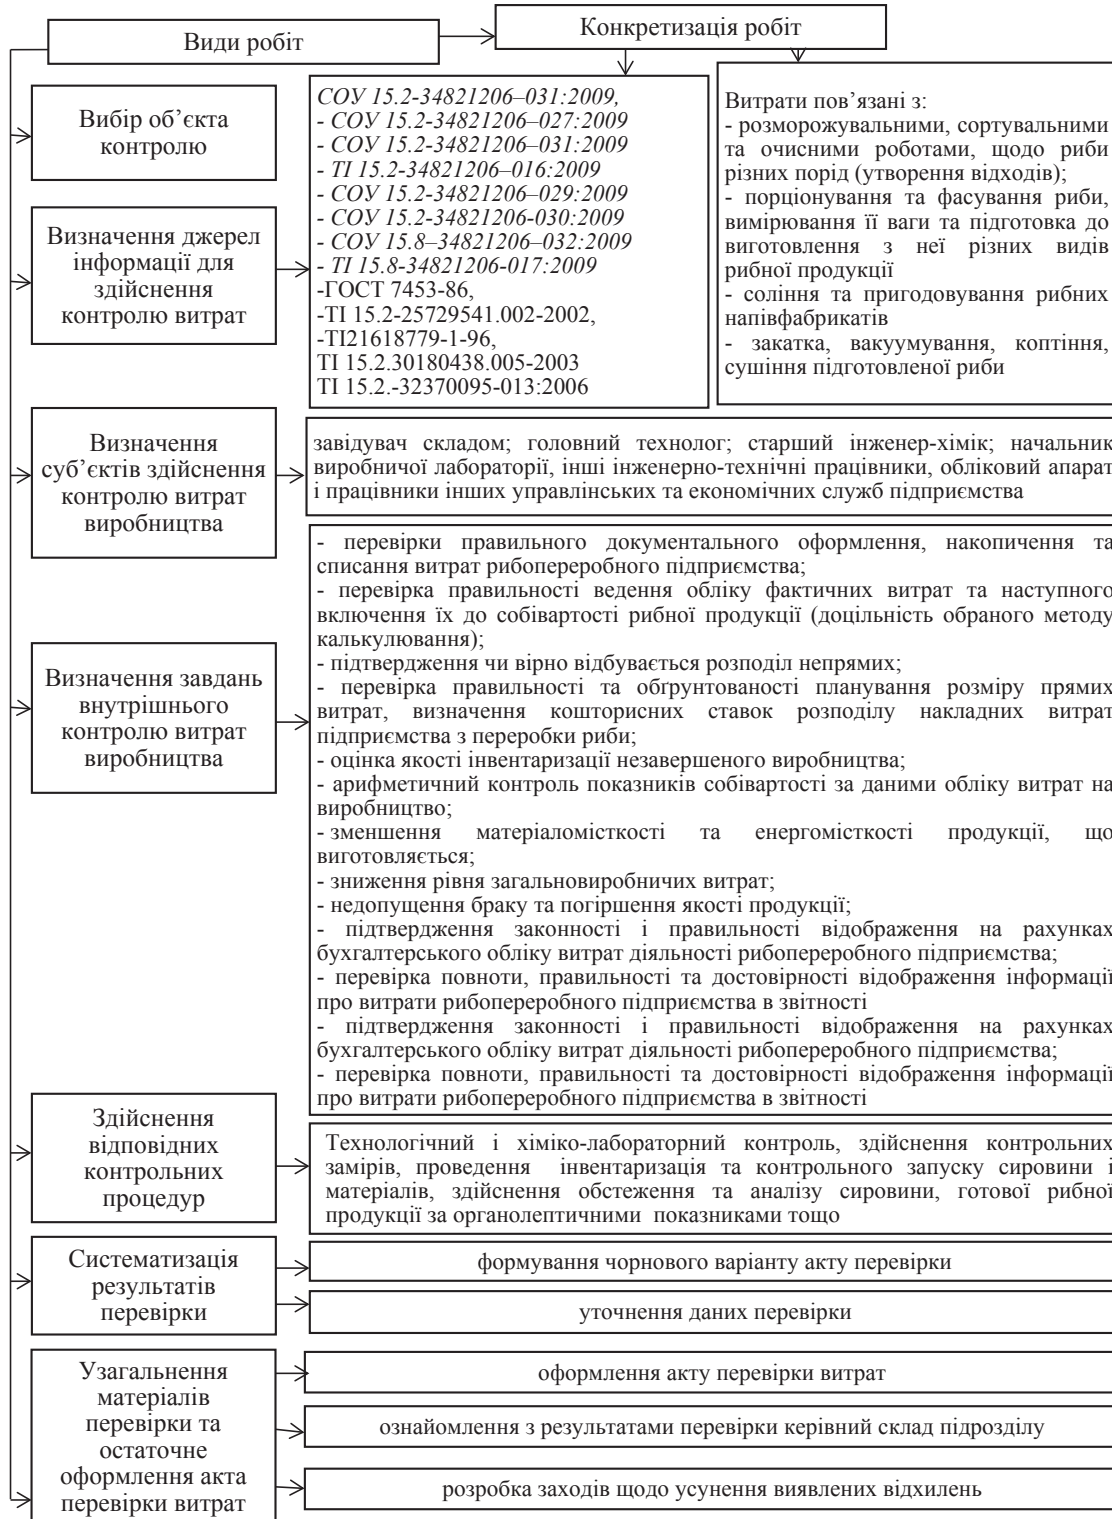 Види робіт
Конкретизація робіт
Вибір об’єкта
контролю
Визначення джерел
інформації для
здійснення
контролю витрат
СОУ 15.2-34821206–031:2009,
- СОУ 15.2-34821206–027:2009
- СОУ 15.2-34821206–031:2009
- ТІ 15.2-34821206–016:2009
- СОУ 15.2-34821206–029:2009
- СОУ 15.2-34821206-030:2009
- СОУ 15.8–34821206–032:2009
- ТІ 15.8-34821206-017:2009
-ГОСТ 7453-86,
-ТІ 15.2-25729541.002-2002,
-ТІ21618779-1-96,
ТІ 15.2.30180438.005-2003
ТІ 15.2.-32370095-013:2006
Витрати пов’язані з:
- розморожувальними, сортувальними
та очисними роботами, щодо риби
різних порід (утворення відходів);
- порціонування та фасування риби,
вимірювання її ваги та підготовка до
виготовлення з неї різних видів
рибної продукції
- соління та пригодовування рибних
напівфабрикатів
- закатка, вакуумування, коптіння,
сушіння підготовленої риби
Визначення
суб’єктів здійснення
контролю витрат
виробництва
завідувач складом; головний технолог; старший інженер-хімік; начальник
виробничої лабораторії, інші інженерно-технічні працівники, обліковий апарат
і працівники інших управлінських та економічних служб підприємства
Визначення завдань
внутрішнього
контролю витрат
виробництва
- перевірки правильного документального оформлення, накопичення та
списання витрат рибопереробного підприємства;
- перевірка правильності ведення обліку фактичних витрат та наступного
включення їх до собівартості рибної продукції (доцільність обраного методу
калькулювання);
- підтвердження чи вірно відбувається розподіл непрямих;
- перевірка правильності та обґрунтованості планування розміру прямих
витрат, визначення кошторисних ставок розподілу накладних витрат
підприємства з переробки риби;
- оцінка якості інвентаризації незавершеного виробництва;
- арифметичний контроль показників собівартості за даними обліку витрат на
виробництво;
- зменшення матеріаломісткості та енергомісткості продукції, що
виготовляється;
- зниження рівня загальновиробничих витрат;
- недопущення браку та погіршення якості продукції;
- підтвердження законності і правильності відображення на рахунках
бухгалтерського обліку витрат діяльності рибопереробного підприємства;
- перевірка повноти, правильності та достовірності відображення інформації
про витрати рибопереробного підприємства в звітності
- підтвердження законності і правильності відображення на рахунках
бухгалтерського обліку витрат діяльності рибопереробного підприємства;
- перевірка повноти, правильності та достовірності відображення інформації
про витрати рибопереробного підприємства в звітності
Здійснення
відповідних
контрольних
процедур
Технологічний і хіміко-лабораторний контроль, здійснення контрольних
замірів, проведення інвентаризація та контрольного запуску сировини і
матеріалів, здійснення обстеження та аналізу сировини, готової рибної
продукції за органолептичними показниками тощо
Систематизація
результатів
перевірки
формування чорнового варіанту акту перевірки
уточнення даних перевірки
Узагальнення
матеріалів
перевірки та
остаточне
оформлення акта
перевірки витрат
оформлення акту перевірки витрат
ознайомлення з результатами перевірки керівний склад підрозділу
розробка заходів щодо усунення виявлених відхилень